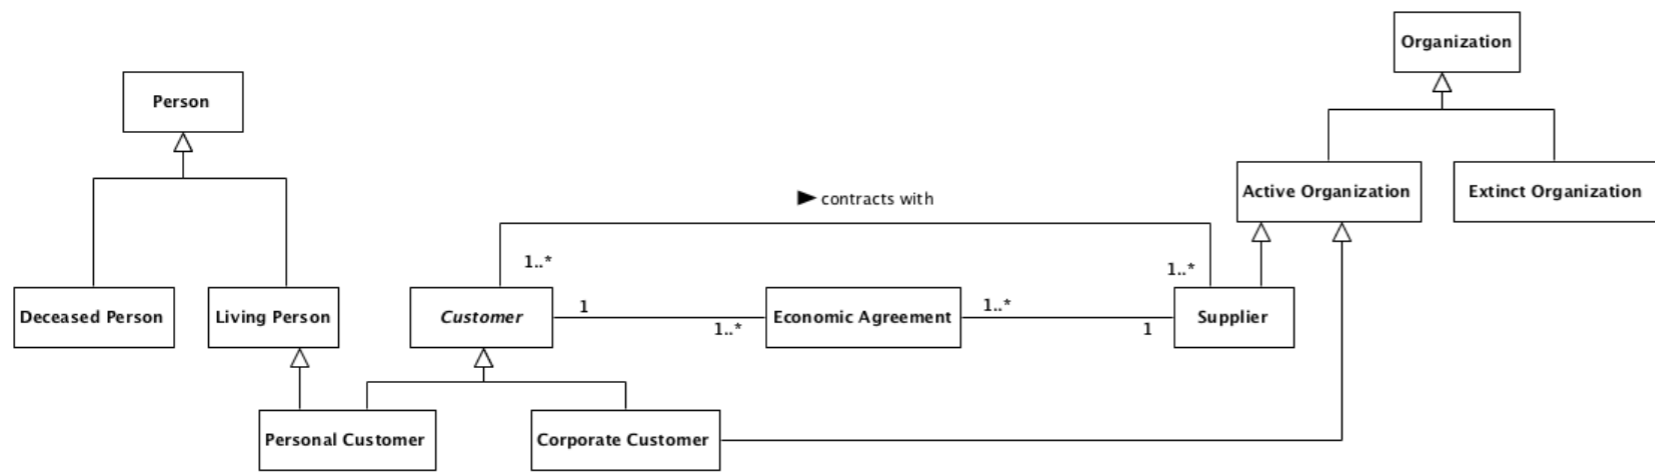 Organization
Person
Active Organization
Extinct Organization
► contracts with
1..*
1..*
Deceased Person
Living Person
Customer
1
1..*
Economic Agreement
1..*
1
Supplier
Personal Customer
Corporate Customer